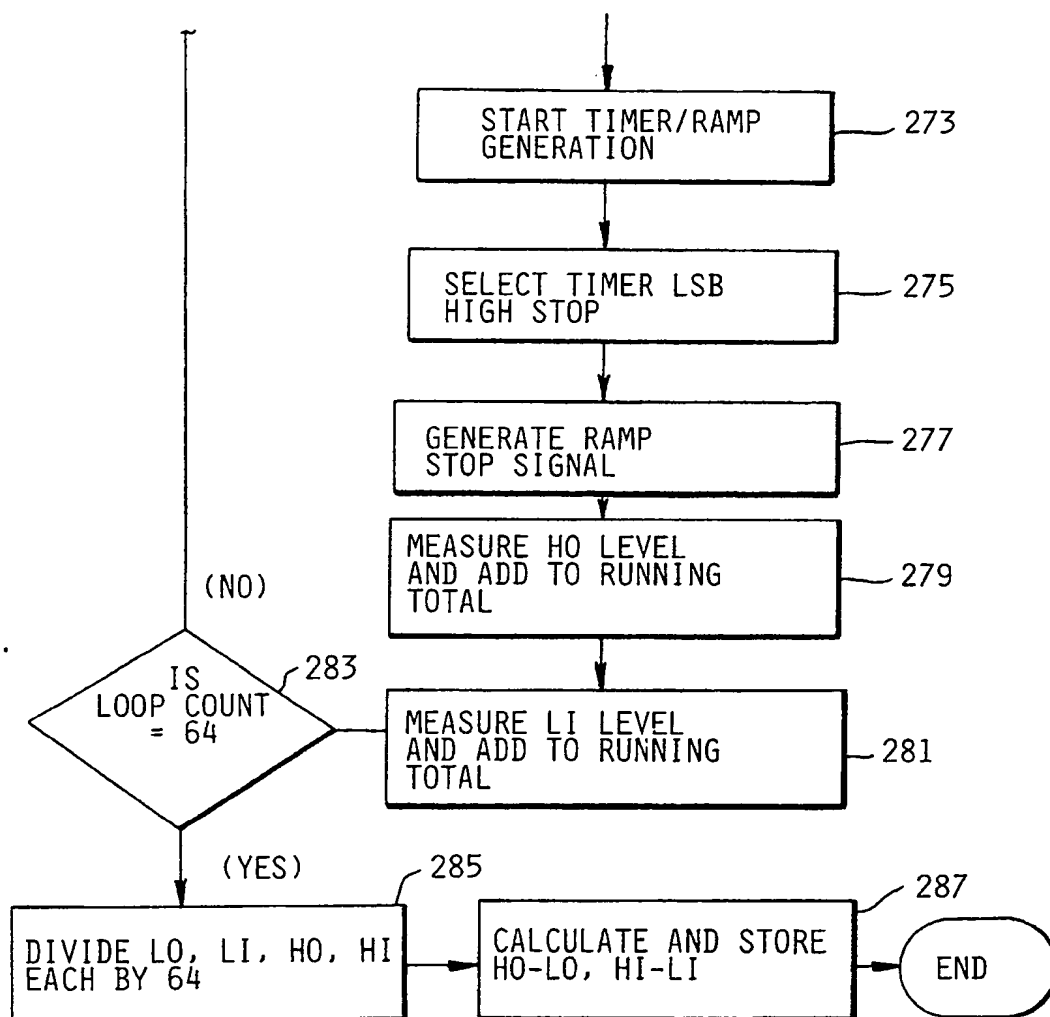 START TIMER/RAMP
GENERATION
273
SELECT TIMER LSB
HIGH STOP
275
GENERATE RAMP
STOP SIGNAL
277
MEASURE HO LEVEL
AND ADD TO RUNNING
TOTAL
279
(NO)
IS
LOOP COUNT
= 64
283
MEASURE LI LEVEL
AND ADD TO RUNNING
TOTAL
281
(YES)
285
DIVIDE LO, LI, HO, HI
EACH BY 64
287
CALCULATE AND STORE
HO-LO, HI-LI
END